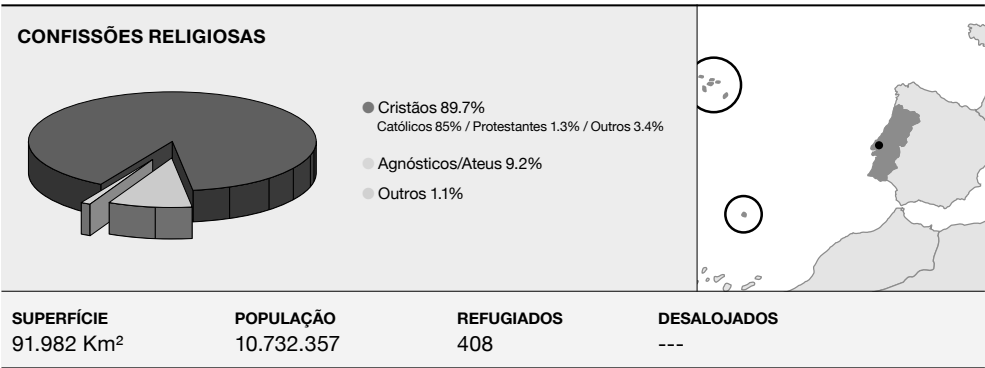 CONFISSÕES RELIGIOSAS
Cristãos 89.7%
Católicos 85% / Protestantes 1.3% / Outros 3.4%
Agnósticos/Ateus 9.2%
Outros 1.1%
SUPERFÍCIE
91.982 Km²
POPULAÇÃO
10.732.357
REFUGIADOS
408
DESALOJADOS
---